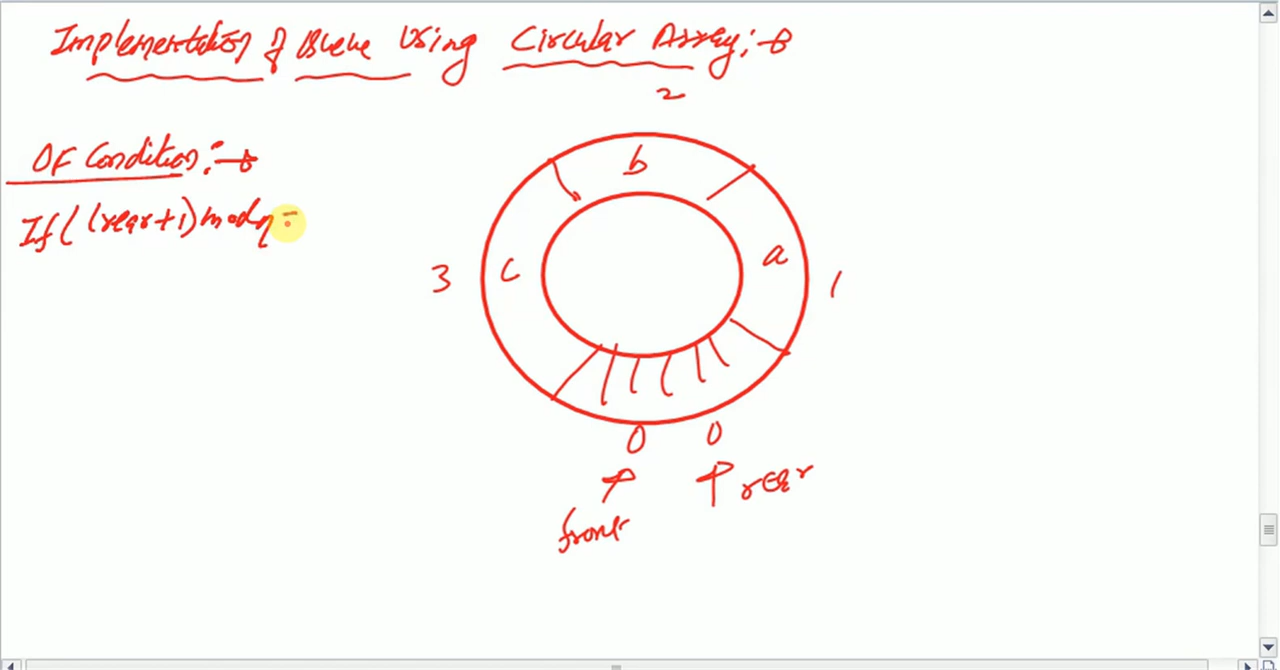 Implementation of Queue Using Circular Array:→
2
OF Condition:→
b
If((rear+1)mod n =
a
3
c
1
0 0
front
rear